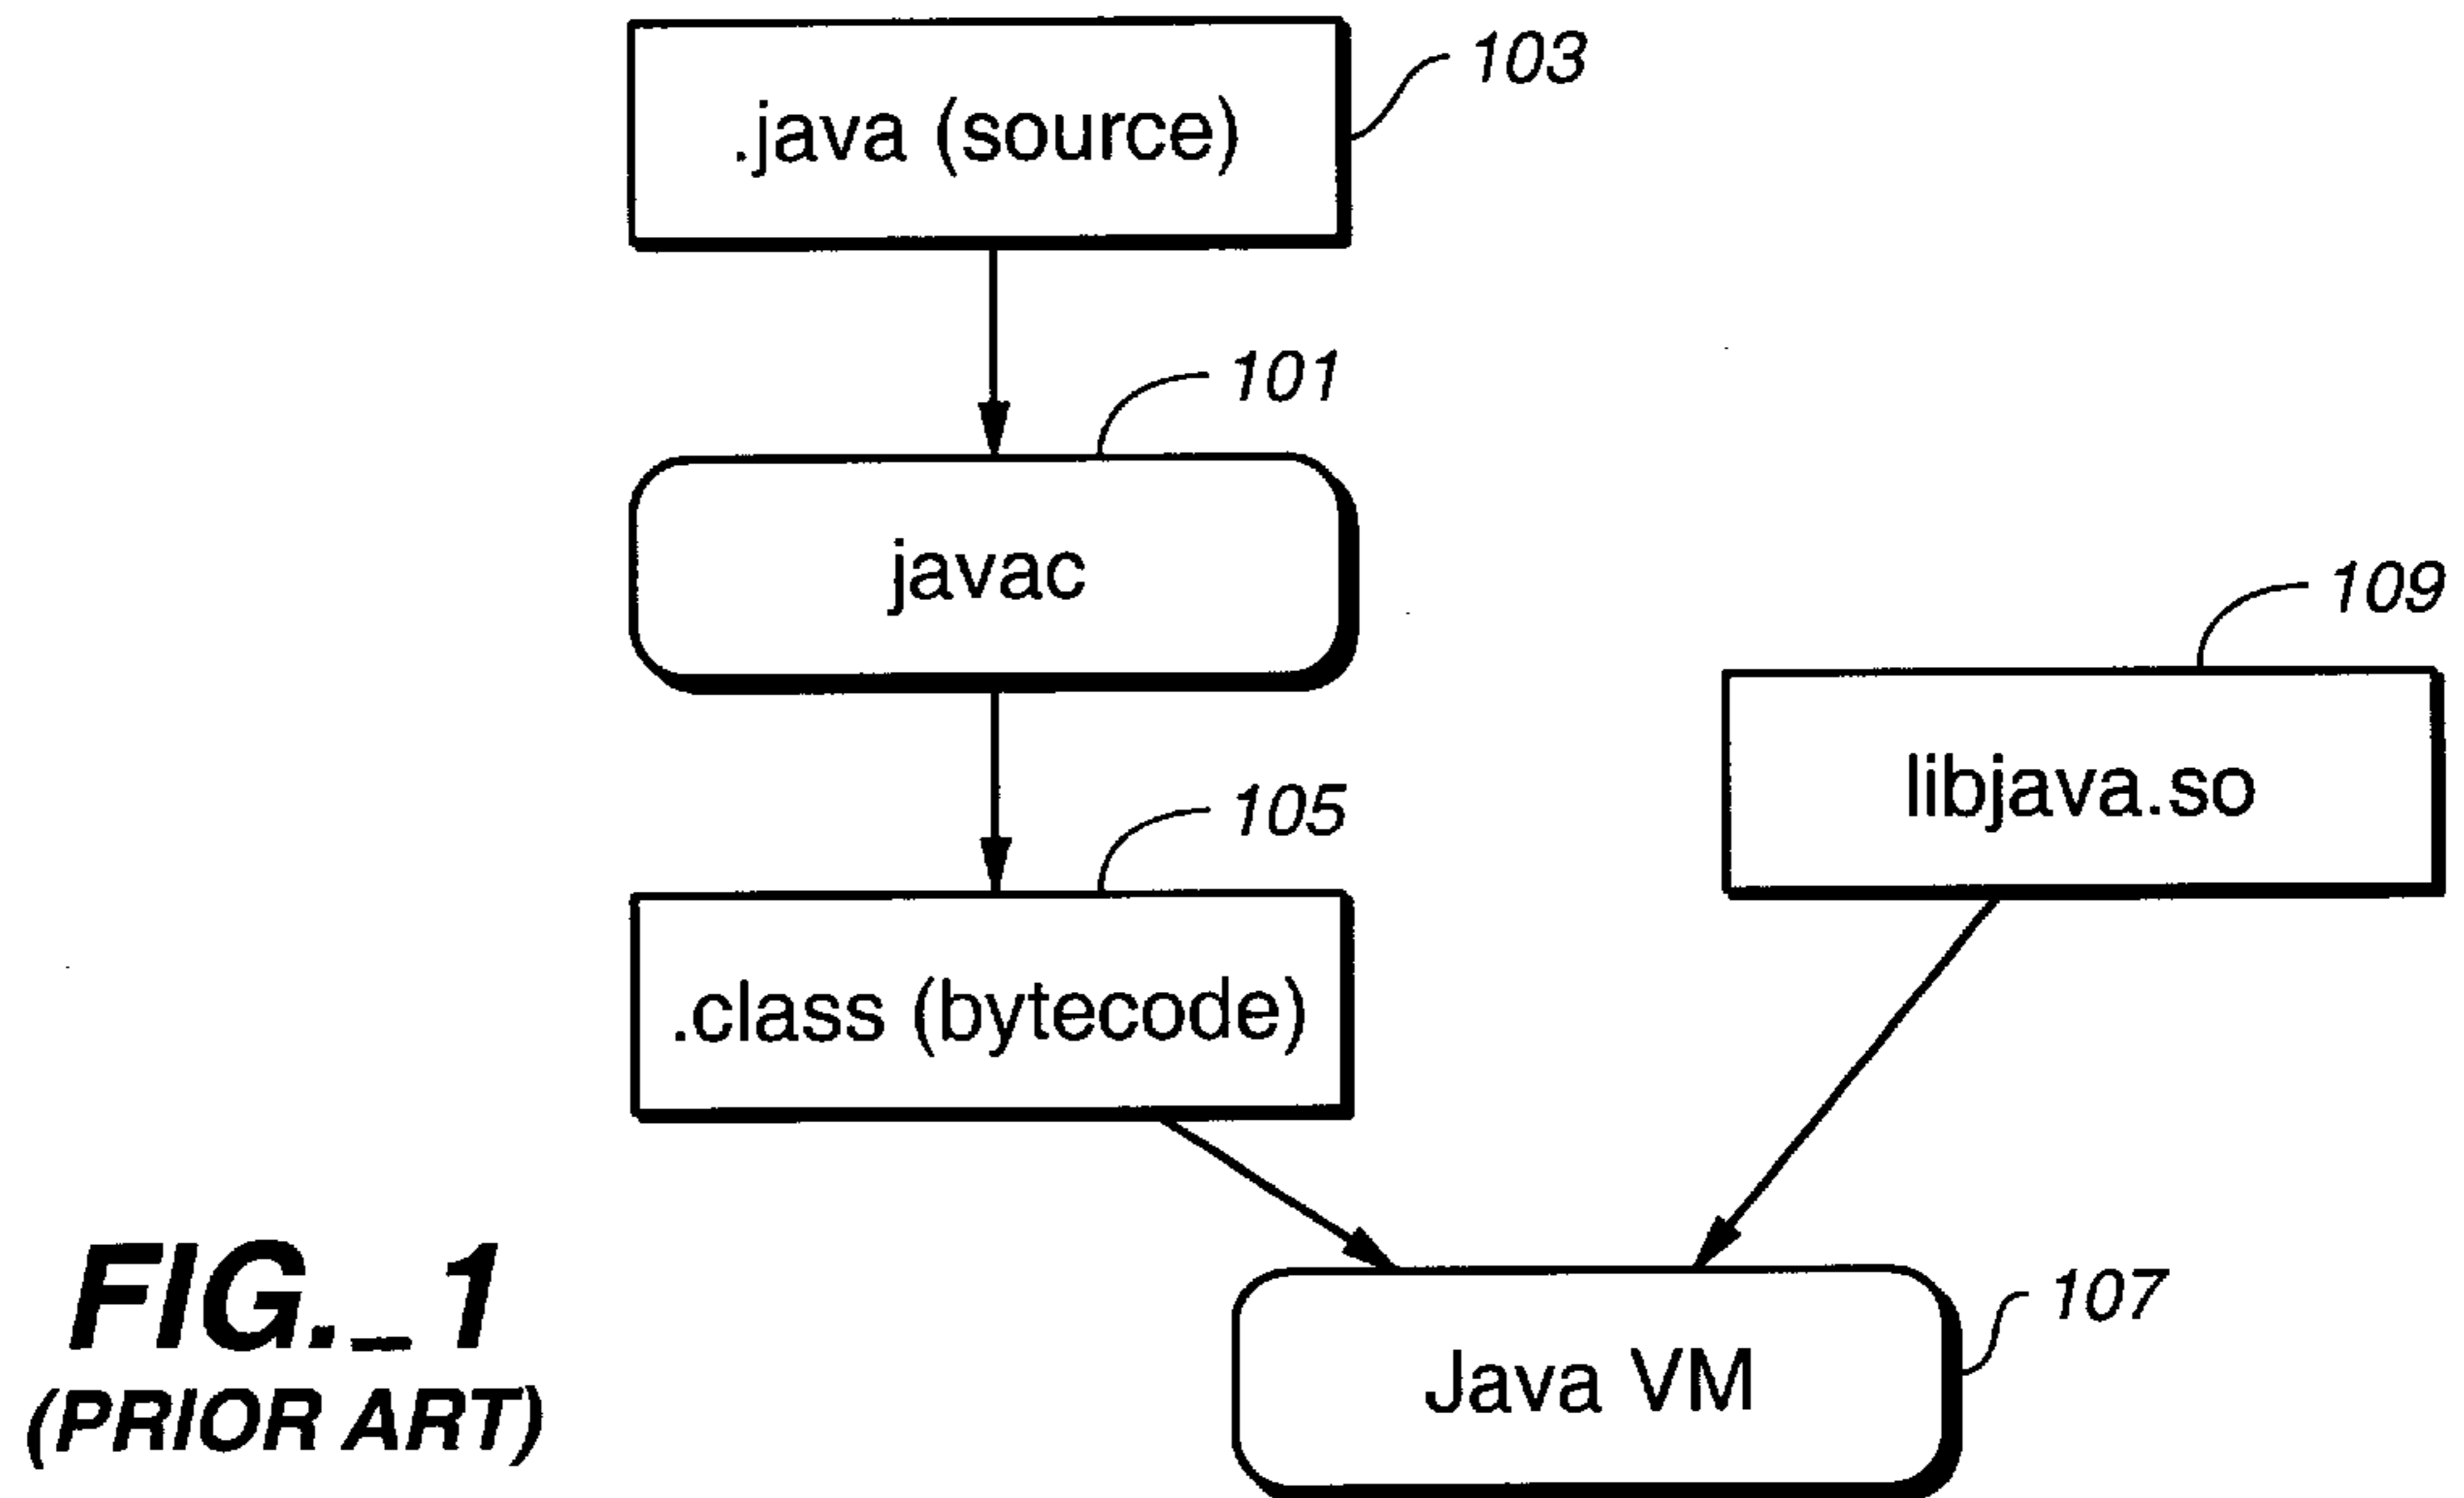 103
.java (source)
101
javac
109
libjava.so
105
.class (bytecode)
107
Java VM
FIG._1
(PRIOR ART)